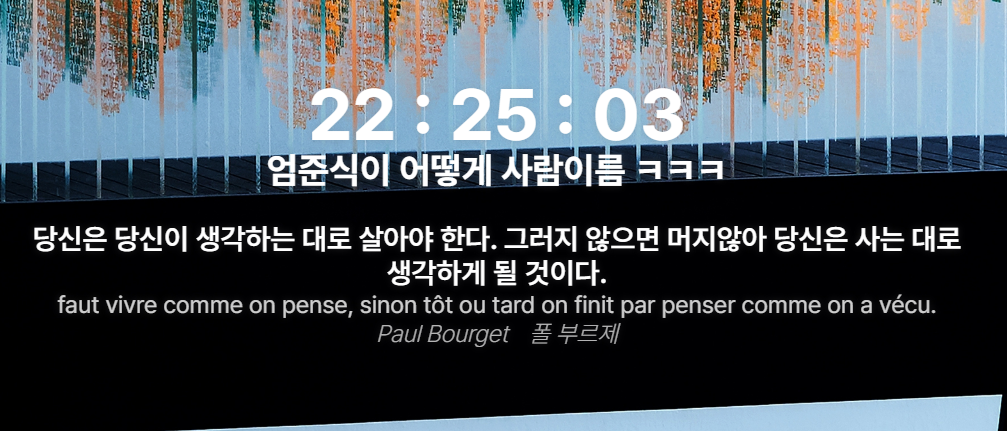 22 : 25 : 03
엄준식이 어떻게 사람이름 ㅋㅋㅋ
당신은 당신이 생각하는 대로 살아야 한다. 그러지 않으면 머지않아 당신은 사는 대로
생각하게 될 것이다.
faut vivre comme on pense, sinon tôt ou tard on finit par penser comme on a vécu.
Paul Bourget 폴 부르제